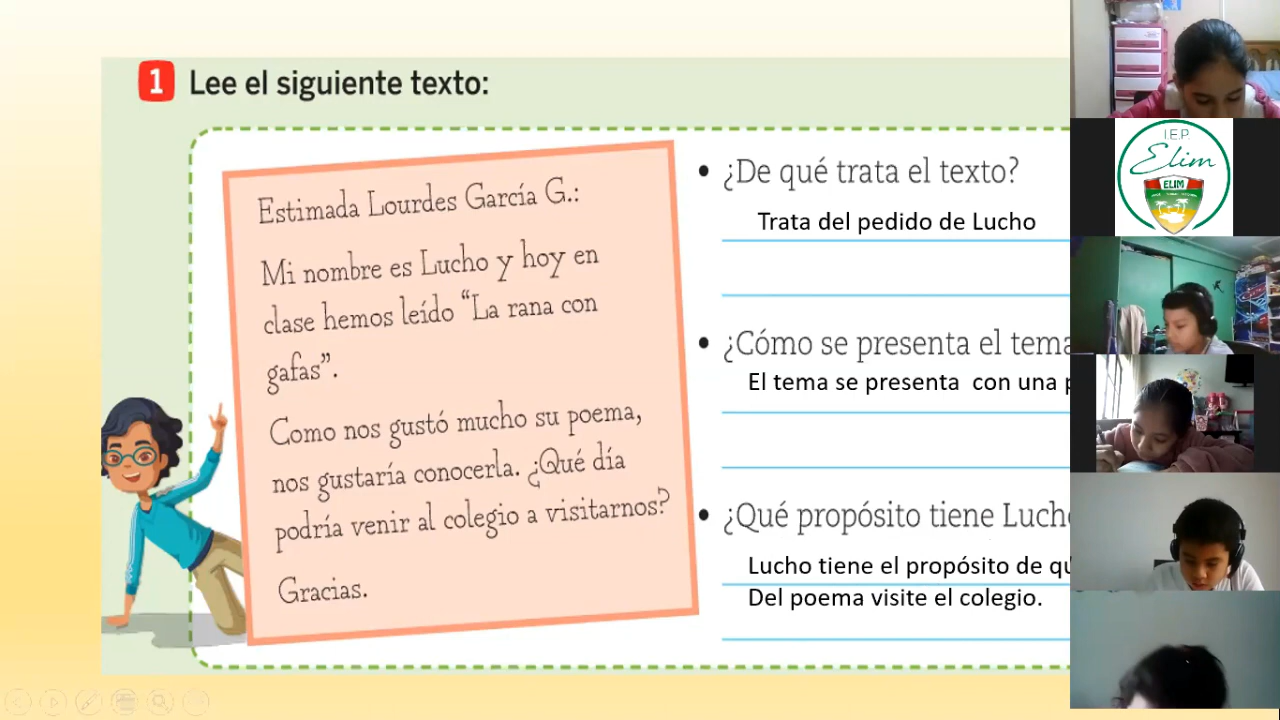 1 Lee el siguiente texto:
Estimada Lourdes García G.:
Mi nombre es Lucho y hoy en
clase hemos leído “La rana con
gafas”.
Como nos gustó mucho su poema,
nos gustaría conocerla. ¿Qué día
podría venir al colegio a visitarnos?
Gracias.
• ¿De qué trata el texto?
Trata del pedido de Lucho
• ¿Cómo se presenta el tema
El tema se presenta con una
• ¿Qué propósito tiene
Lucho tiene el propósito de
Del poema visite el colegio.
I.E.P.
Elim
ELIM